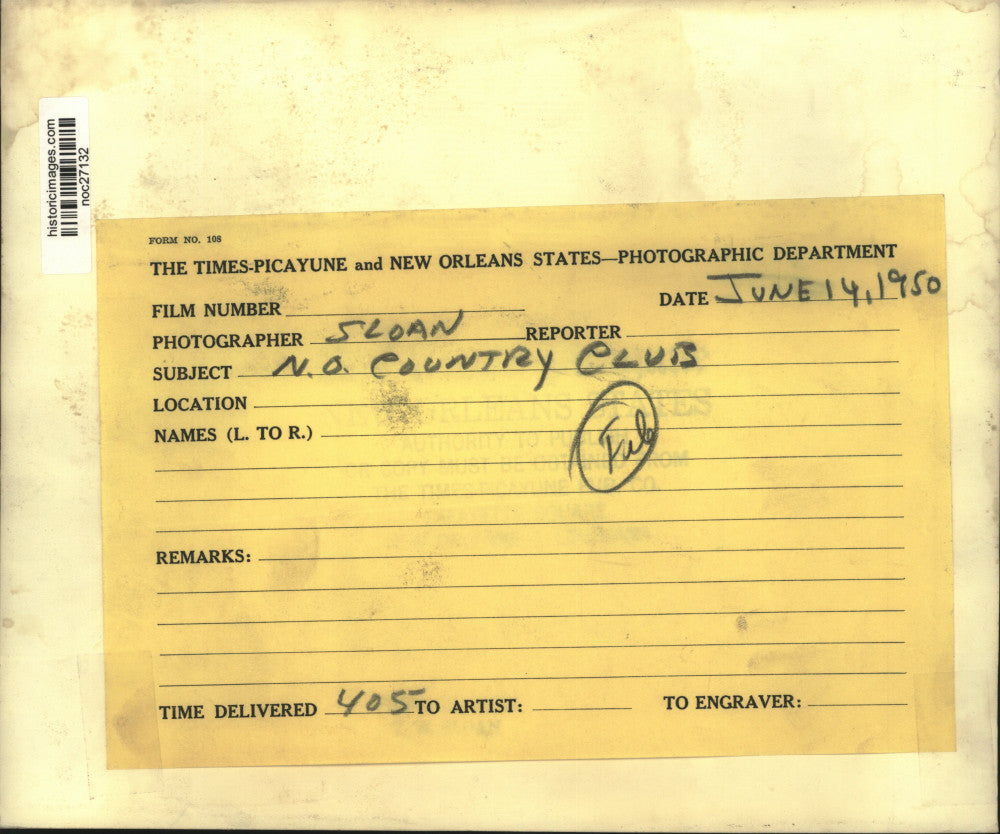 historicimages.com
noc27132
FORM NO. 108
THE TIMES-PICAYUNE and NEW ORLEANS STATES—PHOTOGRAPHIC DEPARTMENT
FILM NUMBER
DATE JUNE 14, 1950
PHOTOGRAPHER SLOAN REPORTER
SUBJECT N.O. COUNTRY CLUB
LOCATION
NAMES (L. TO R.)
REMARKS:
TIME DELIVERED 405 TO ARTIST: TO ENGRAVER: